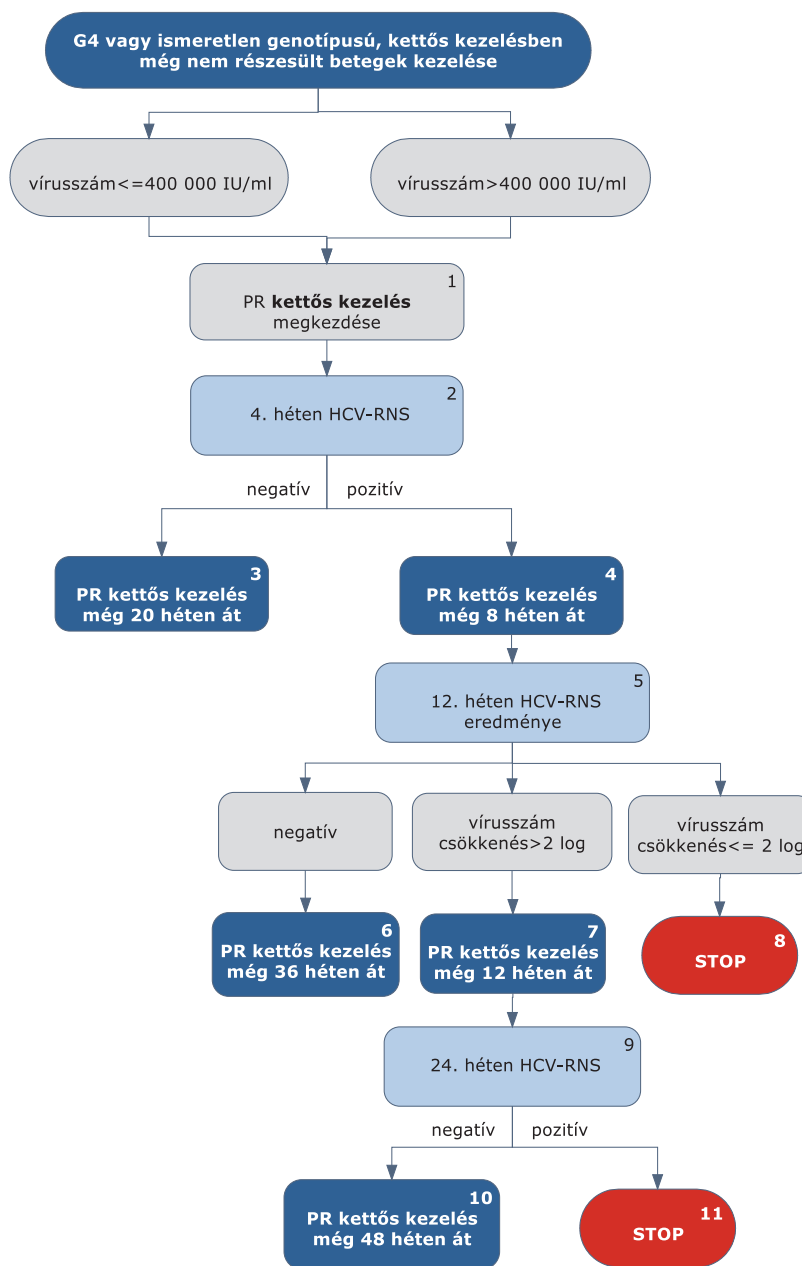 G4 vagy ismeretlen genotípusú, kettős kezelésben
még nem részesült betegek kezelése
vírusszám<=400 000 IU/ml
vírusszám>400 000 IU/ml
1
PR kettős kezelés
megkezdése
2
4. héten HCV-RNS
negatív
pozitív
3
PR kettős kezelés
még 20 héten át
4
PR kettős kezelés
még 8 héten át
5
12. héten HCV-RNS
eredménye
negatív
vírusszám
csökkenés>2 log
vírusszám
csökkenés<= 2 log
6
PR kettős kezelés
még 36 héten át
7
PR kettős kezelés
még 12 héten át
8
STOP
9
24. héten HCV-RNS
negatív
pozitív
10
PR kettős kezelés
még 48 héten át
11
STOP